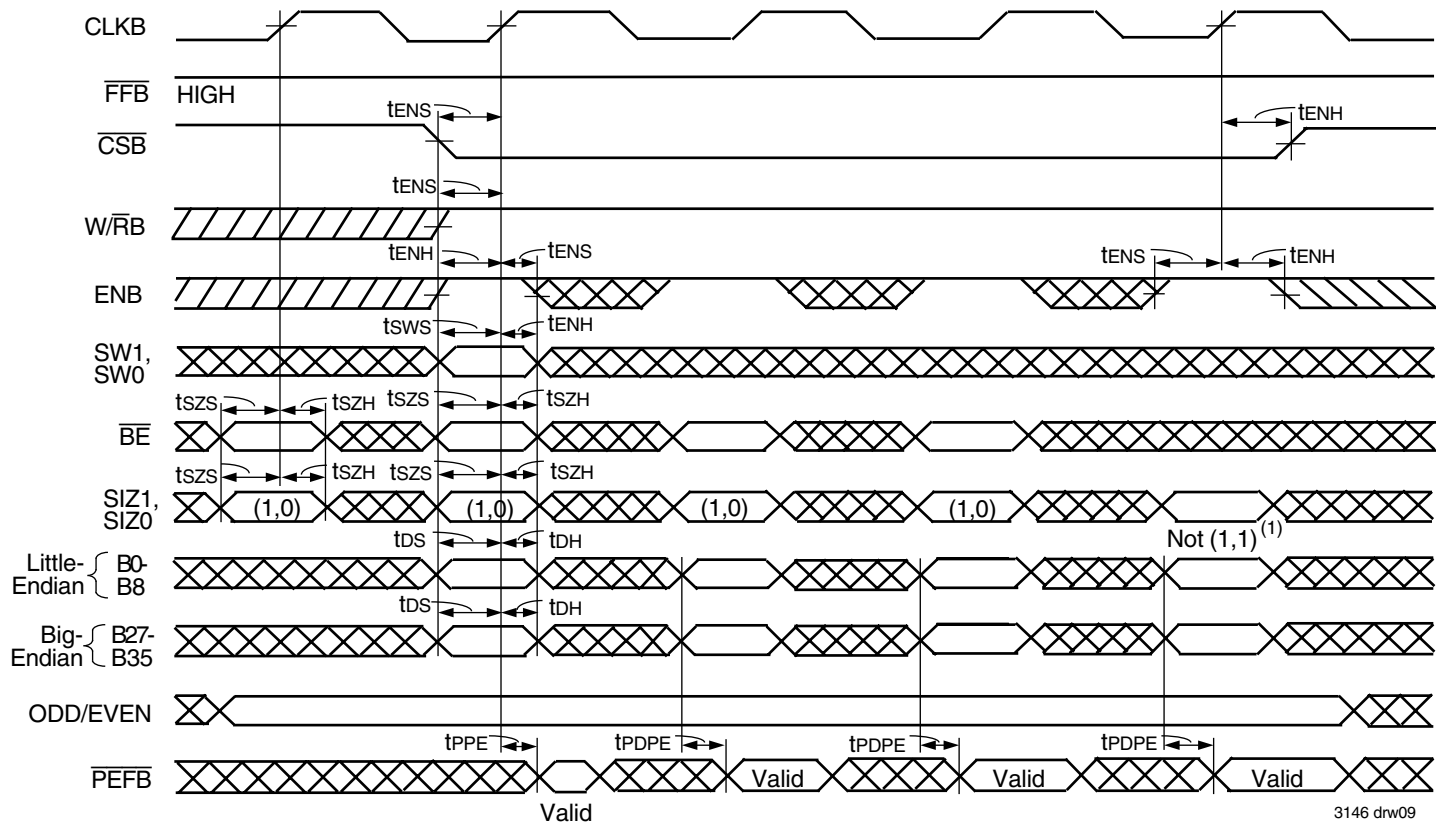 CLKB
FFB HIGH
tENS
tENH
CSB
tENS
W/RB
tENH tENS tENS tENH
ENB
tSWS tENH
SW1,
SW0
tSZS tSZH tSZS tSZH
BE
tSZS tSZH tSZS tSZH
SIZ1,
SIZ0
(1,0) (1,0) (1,0) (1,0)
Not (1,1) (1)
tDS tDH
Little-Endian B0-B8
tDS tDH
Big-Endian B27-B35
ODD/EVEN
tPPE tPDPE tPDPE tPDPE
PEFB
Valid Valid Valid
Valid
3146 drw09